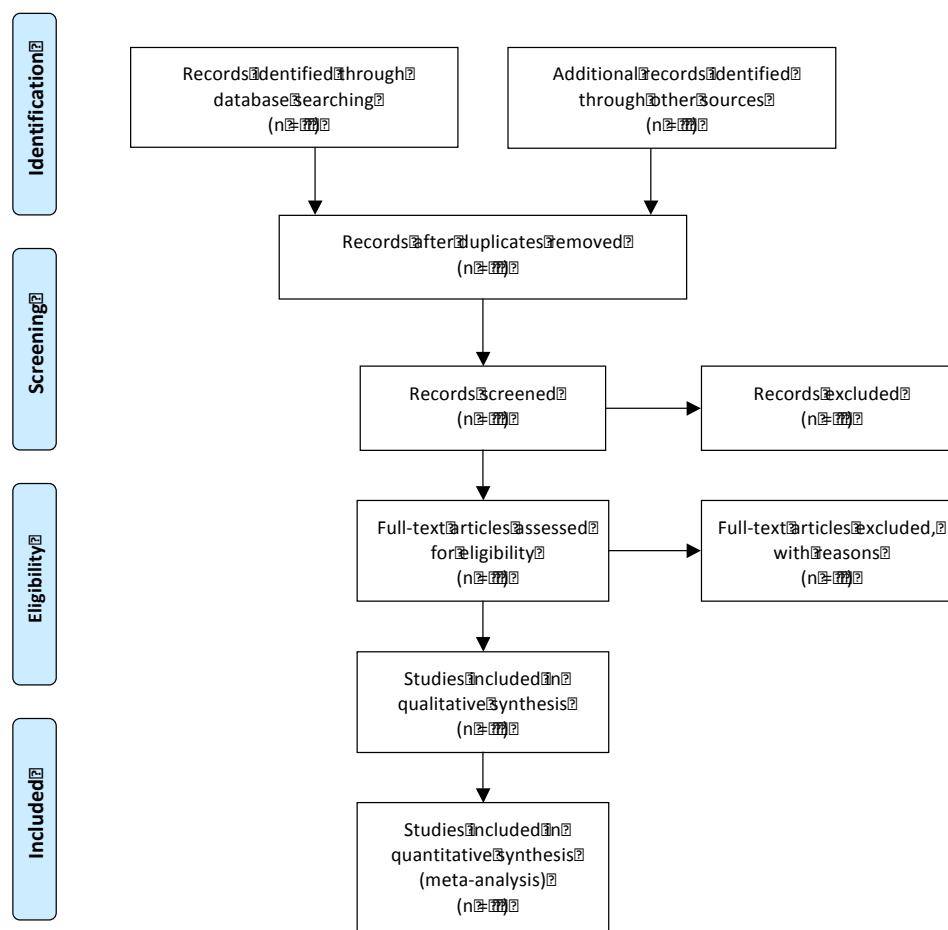 Identification
Records identified through
database searching
(n = )
Additional records identified
through other sources
(n = )
Records after duplicates removed
(n = )
Screening
Records screened
(n = )
Records excluded
(n = )
Eligibility
Full-text articles assessed
for eligibility
(n = )
Full-text articles excluded,
with reasons
(n = )
Studies included in
qualitative synthesis
(n = )
Included
Studies included in
quantitative synthesis
(meta-analysis)
(n = )